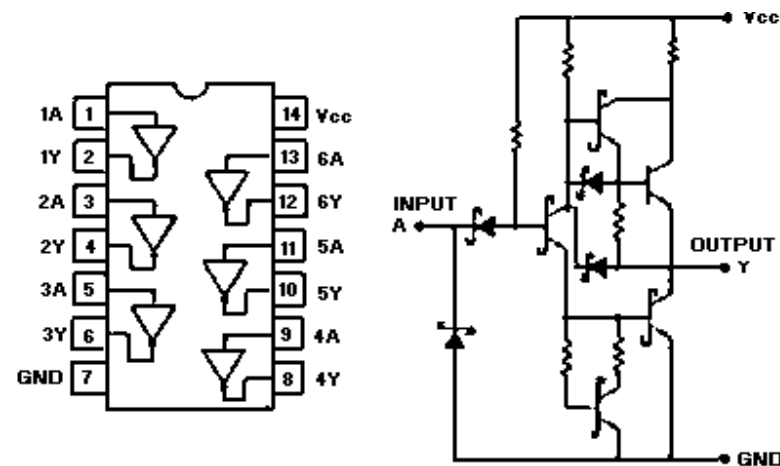 1A 1 14 Vcc
1Y 2 13 6A
2A 3 12 6Y
2Y 4 11 5A
3A 5 10 5Y
3Y 6 9 4A
GND 7 8 4Y
Vcc
INPUT
A
OUTPUT
Y
GND